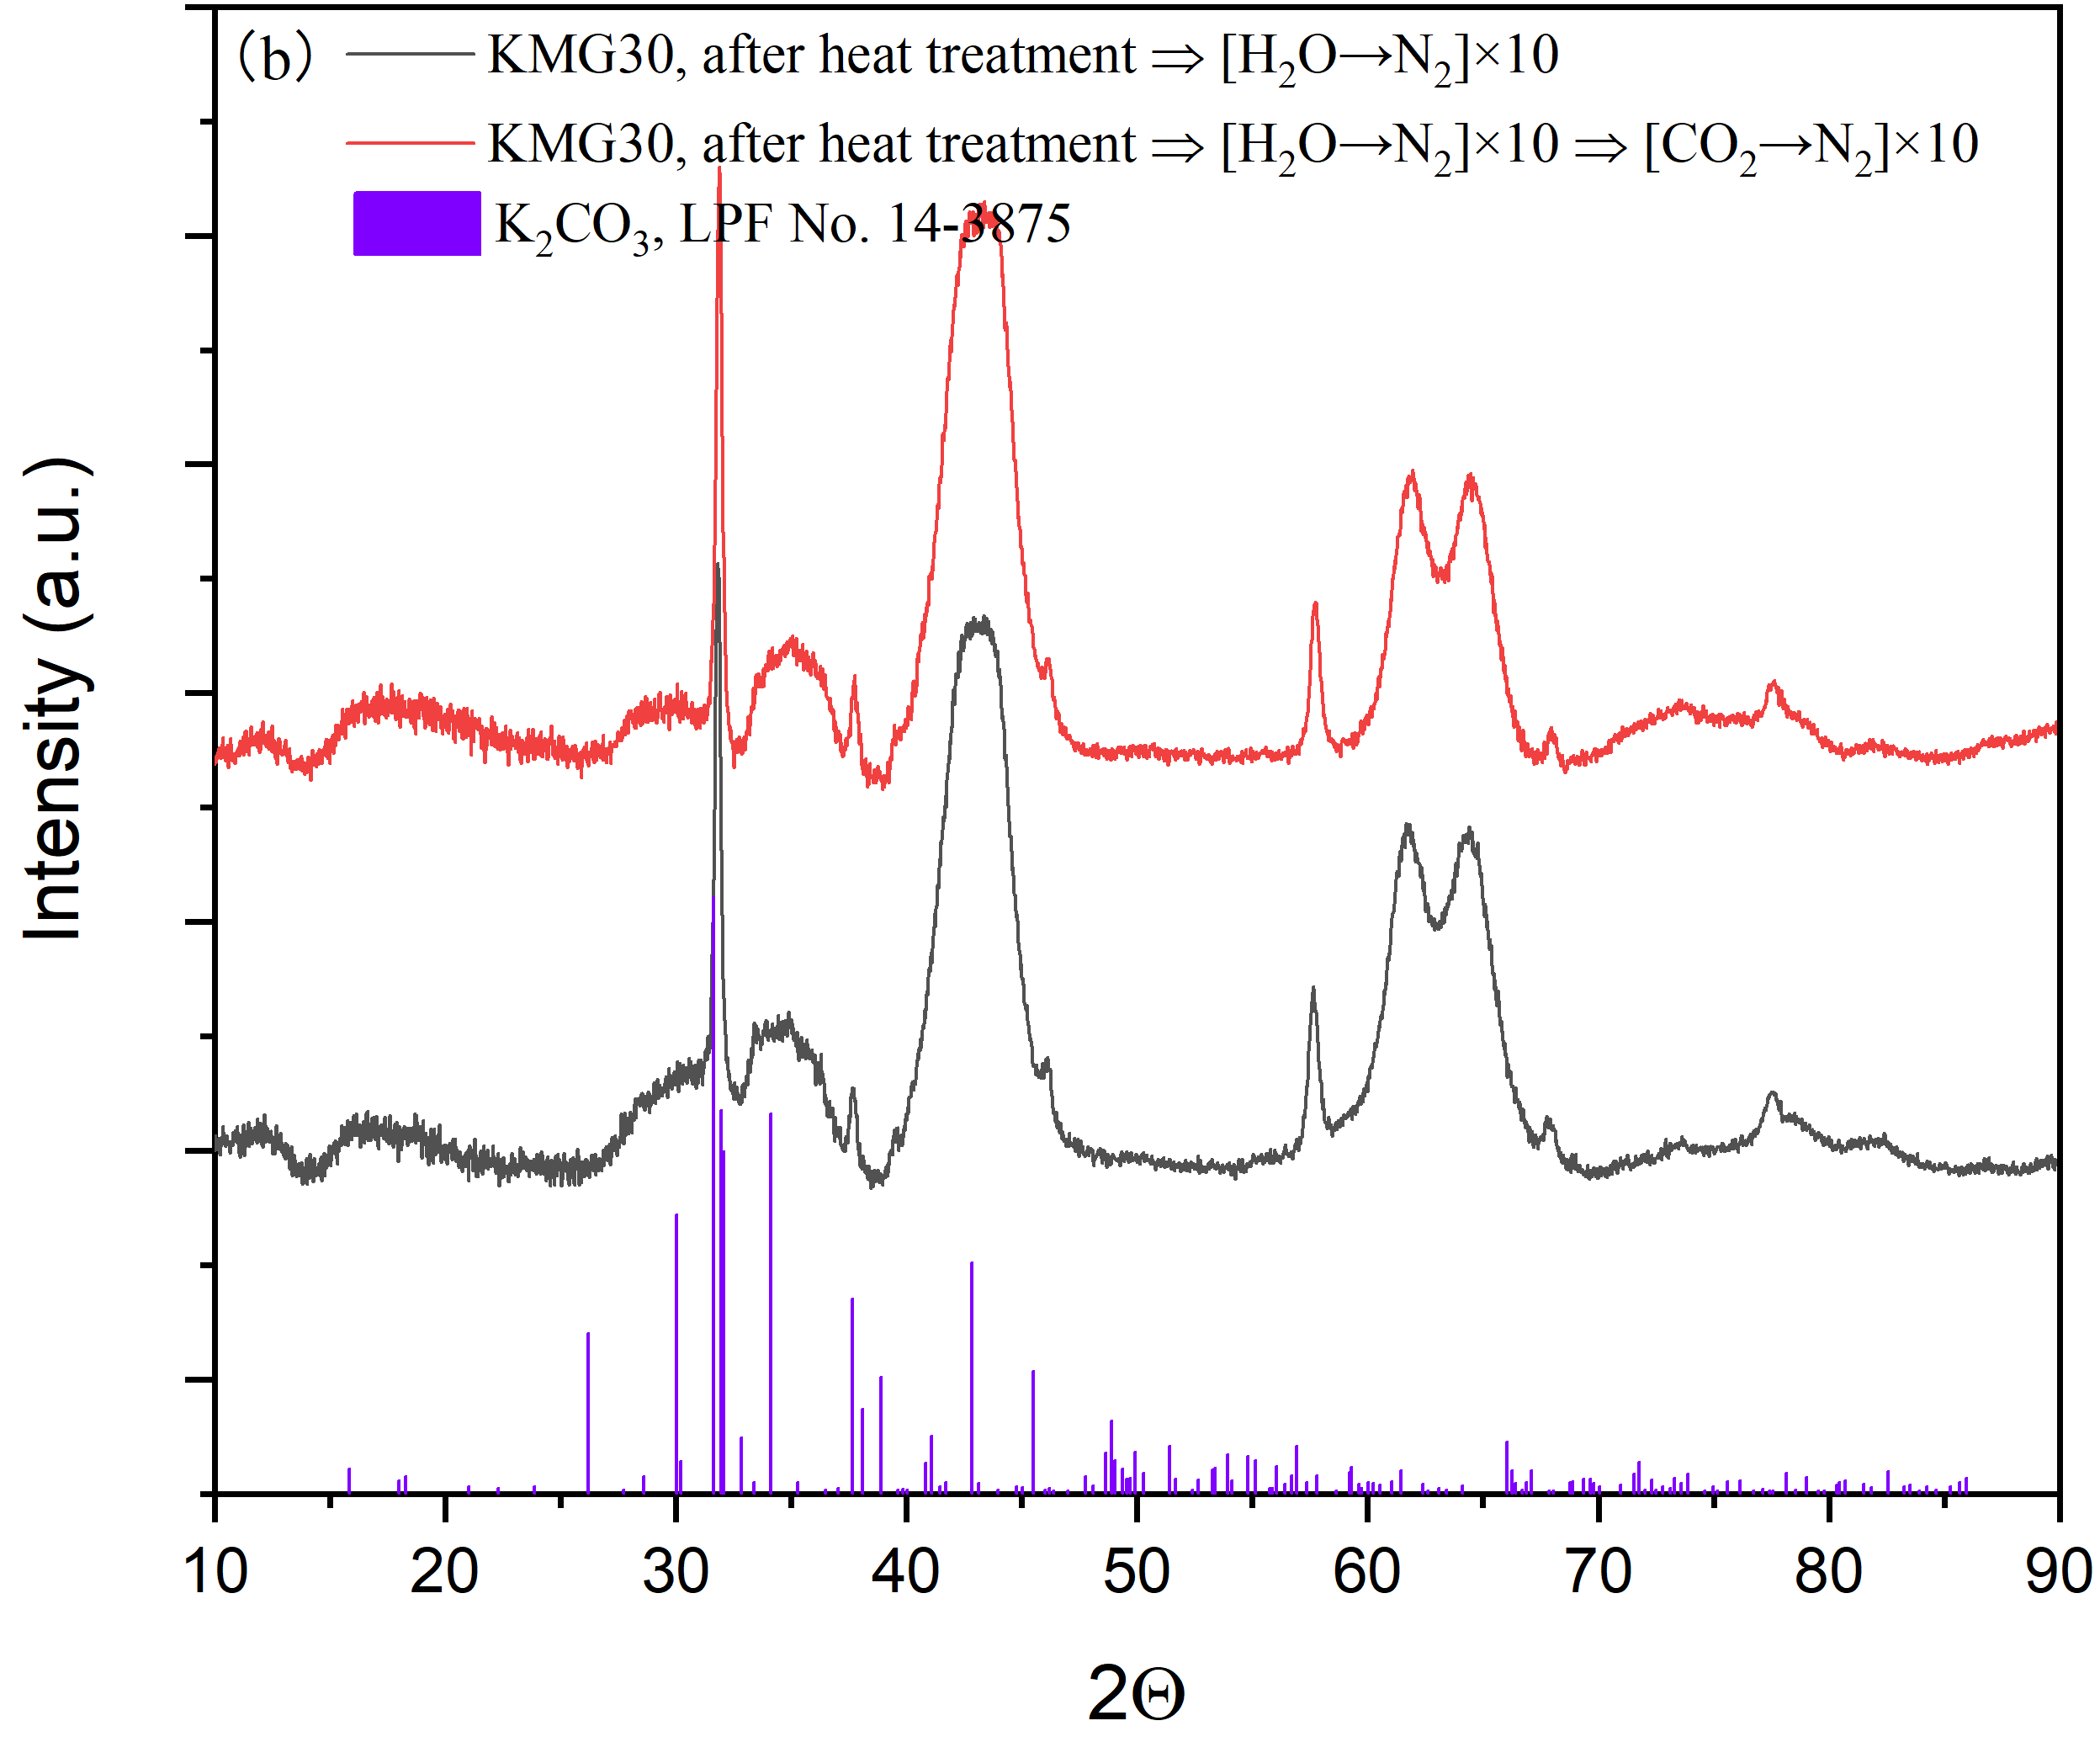 (b) KMG30, after heat treatment ⇒ [H₂O→N₂]×10
KMG30, after heat treatment ⇒ [H₂O→N₂]×10 ⇒ [CO₂→N₂]×10
K₂CO₃, LPF No. 14-3875
Intensity (a.u.)
10 20 30 40 50 60 70 80 90
2Θ